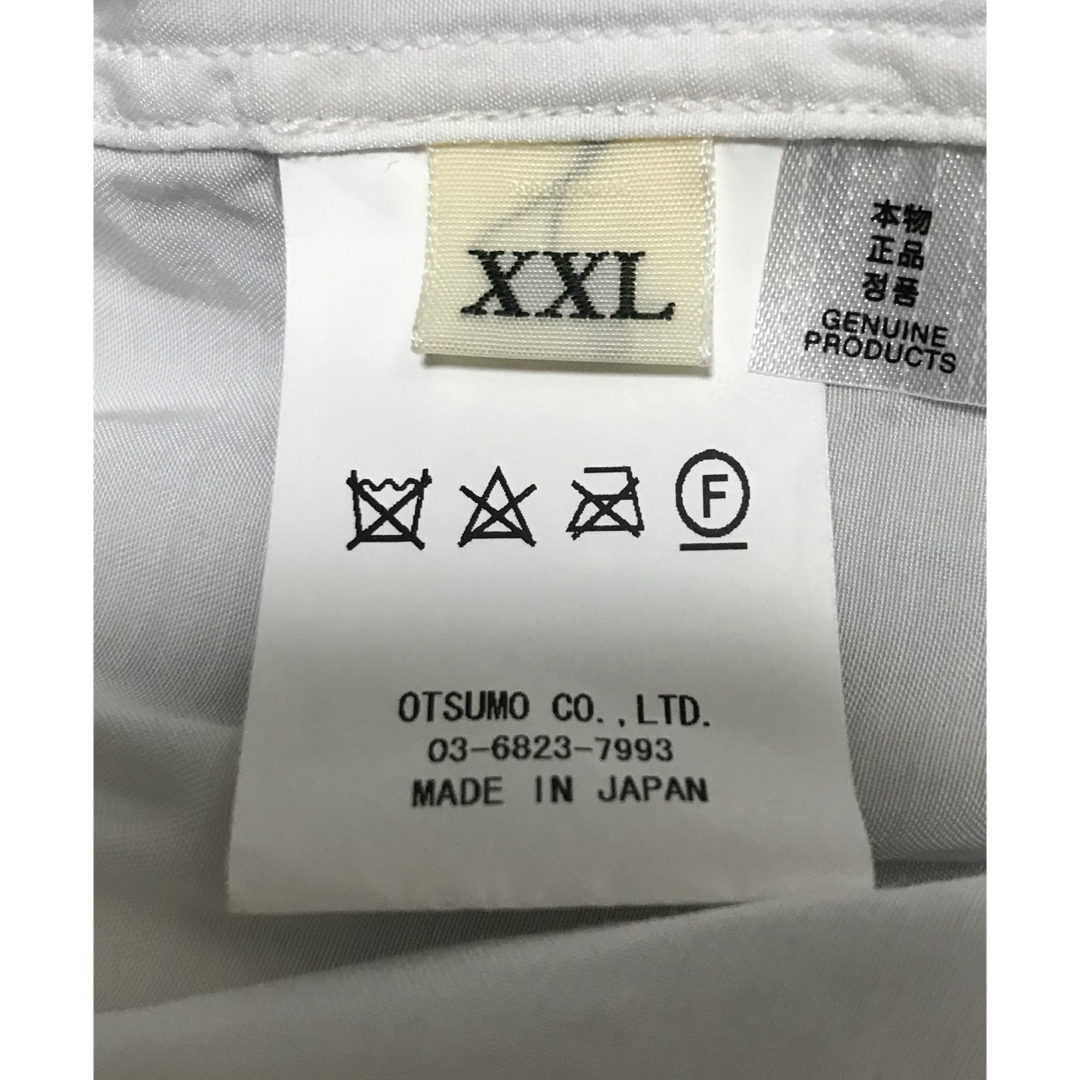 XXL
本物
正品
정품
GENUINE
PRODUCTS
F
OTSUMO CO.,LTD.
03-6823-7993
MADE IN JAPAN